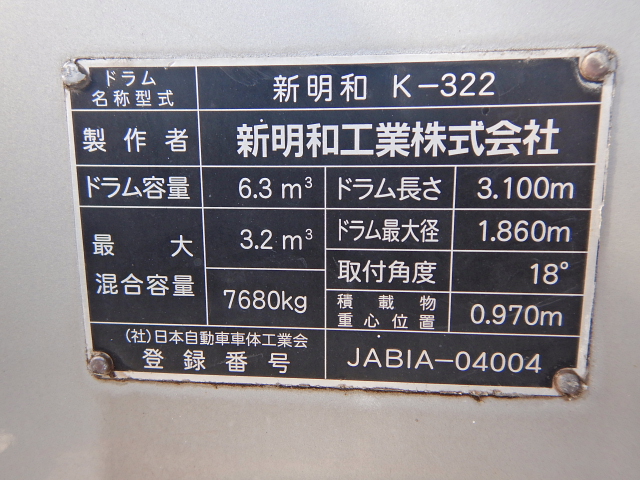 ドラム
名称型式
新明和 K-322
製作者
新明和工業株式会社
ドラム容量
6.3 m³
ドラム長さ
3.100m
最大
混合容量
3.2 m³
7680kg
ドラム最大径
1.860m
取付角度
18°
積載物
重心位置
0.970m
(社)日本自動車車体工業会
登録番号
JABIA-04004